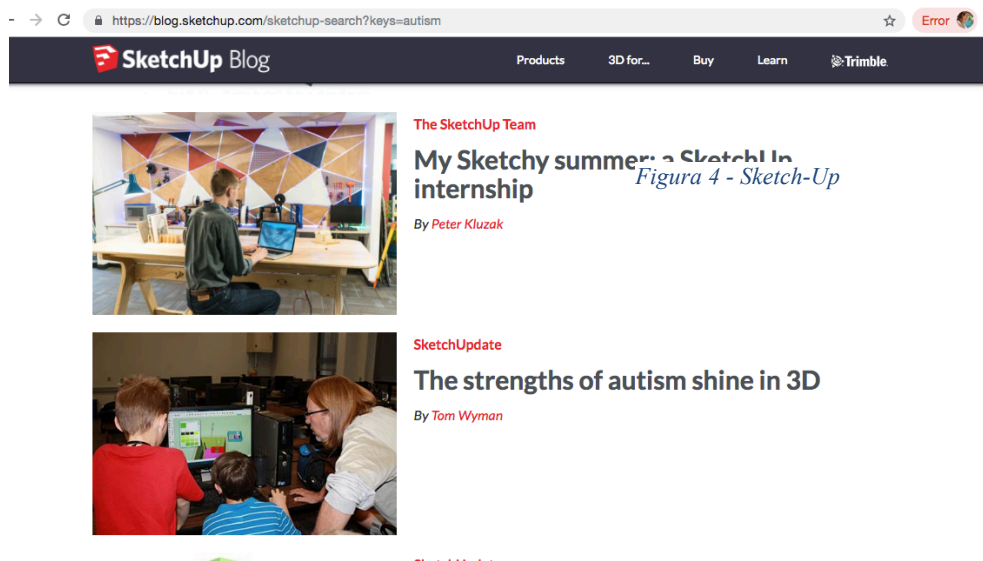 https://blog.sketchup.com/sketchup-search?keys=autism
Error
SketchUp Blog
Products
3D for...
Buy
Learn
Trimble.
The SketchUp Team
My Sketchy summer: a SketchUp
internship
Figura 4 - Sketch-Up
By Peter Kluzak
SketchUpdate
The strengths of autism shine in 3D
By Tom Wyman